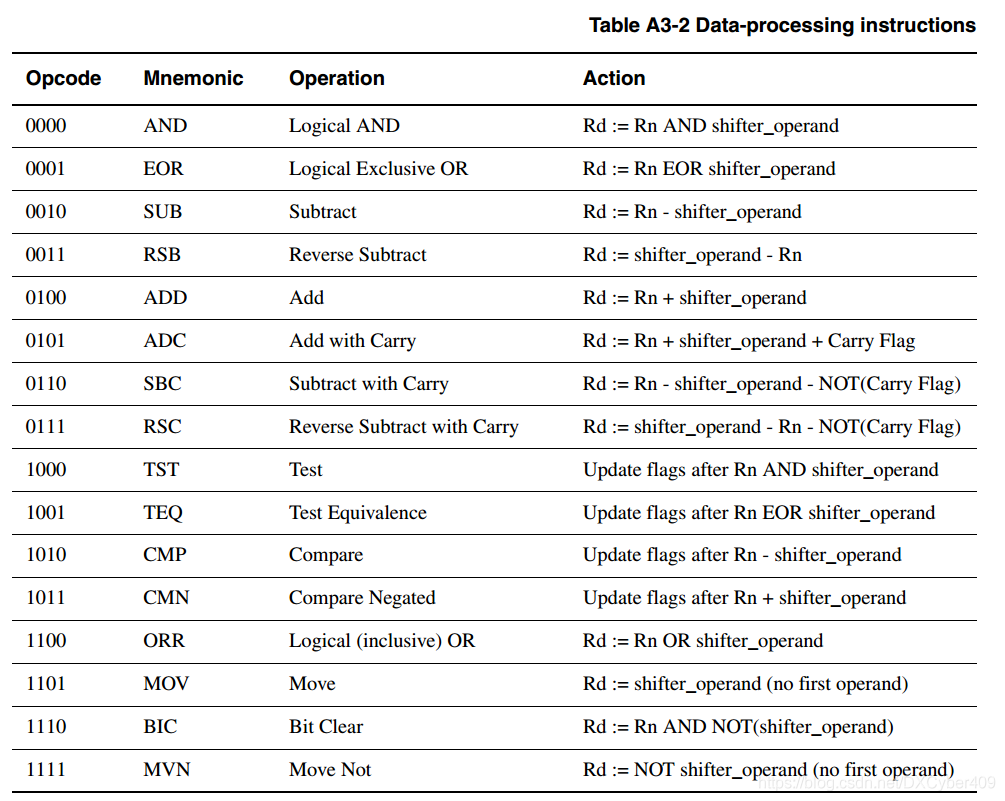 Table A3-2 Data-processing instructions
Opcode Mnemonic Operation Action
0000 AND Logical AND Rd := Rn AND shifter_operand
0001 EOR Logical Exclusive OR Rd := Rn EOR shifter_operand
0010 SUB Subtract Rd := Rn - shifter_operand
0011 RSB Reverse Subtract Rd := shifter_operand - Rn
0100 ADD Add Rd := Rn + shifter_operand
0101 ADC Add with Carry Rd := Rn + shifter_operand + Carry Flag
0110 SBC Subtract with Carry Rd := Rn - shifter_operand - NOT(Carry Flag)
0111 RSC Reverse Subtract with Carry Rd := shifter_operand - Rn - NOT(Carry Flag)
1000 TST Test Update flags after Rn AND shifter_operand
1001 TEQ Test Equivalence Update flags after Rn EOR shifter_operand
1010 CMP Compare Update flags after Rn - shifter_operand
1011 CMN Compare Negated Update flags after Rn + shifter_operand
1100 ORR Logical (inclusive) OR Rd := Rn OR shifter_operand
1101 MOV Move Rd := shifter_operand (no first operand)
1110 BIC Bit Clear Rd := Rn AND NOT(shifter_operand)
1111 MVN Move Not Rd := NOT shifter_operand (no first operand)
https://blog.csdn.net/DXCyber409